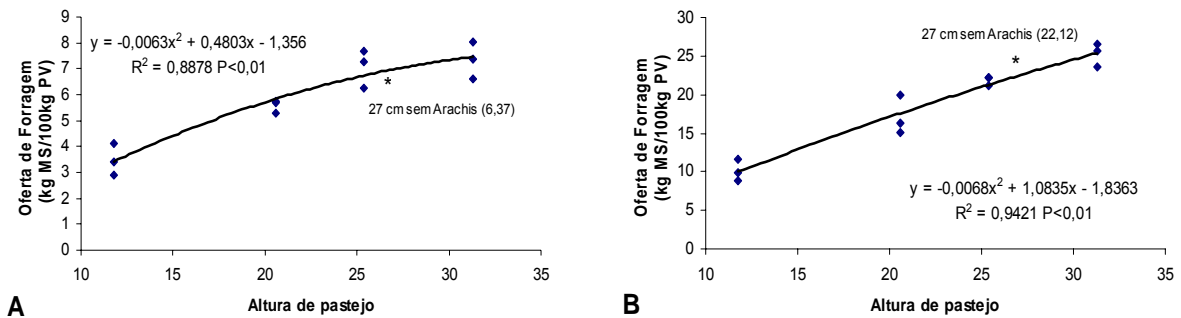 Oferta de Forragem
(kg MS/100kg PV)
9
8
7
6
5
4
3
2
1
0
y = -0,0063x² + 0,4803x - 1,356
R² = 0,8878 P<0,01
*
27 cm sem Arachis (6,37)
10 15 20 25 30 35
Altura de pastejo
A
Oferta de Forragem
(kg MS/100kg PV)
30
25
20
15
10
5
0
27 cm sem Arachis (22,12)
*
y = -0,0068x² + 1,0835x - 1,8363
R² = 0,9421 P<0,01
10 15 20 25 30 35
Altura de pastejo
B